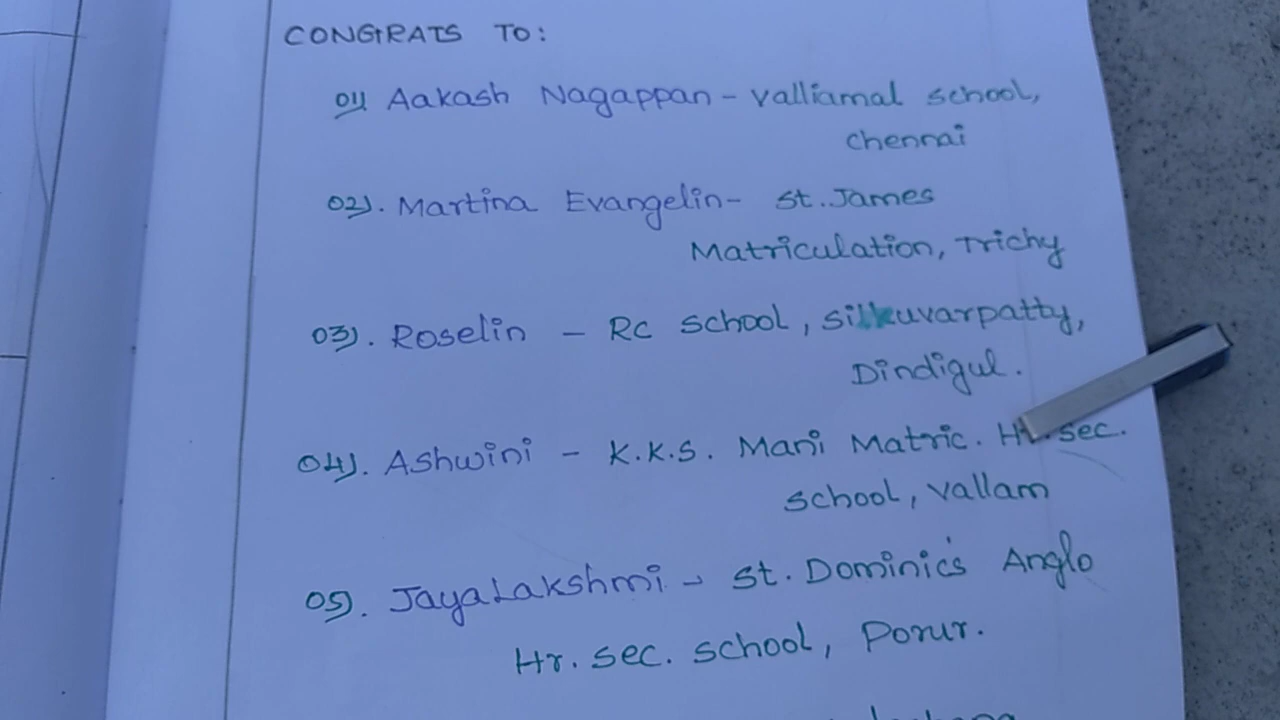 CONGRATS TO:
01) Aakash Nagappan - Valliamal school,
Chennai
02). Martina Evangelin- St. James
Matriculation, Trichy
03). Roselin - RC School, Silkuvarpatty,
Dindigul.
04). Ashwini - K.K.S. Mani Matric. Hr. Sec.
School, Vallam
05). JayaLakshmi - St. Dominic's Anglo
Hr. Sec. School, Porur.